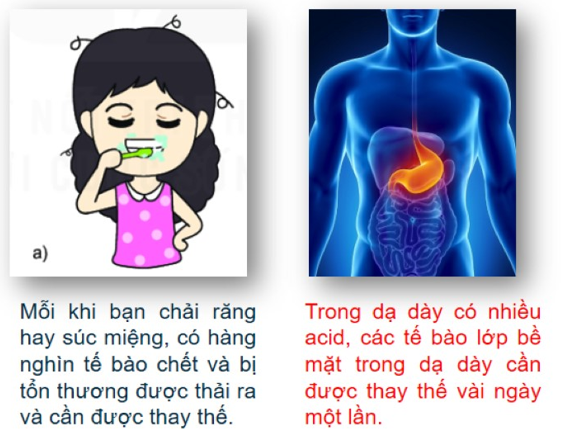 a)
Mỗi khi bạn chải răng
hay súc miệng, có hàng
nghìn tế bào chết và bị
tổn thương được thải ra
và cần được thay thế.
Trong dạ dày có nhiều
acid, các tế bào lớp bề
mặt trong dạ dày cần
được thay thế vài ngày
một lần.